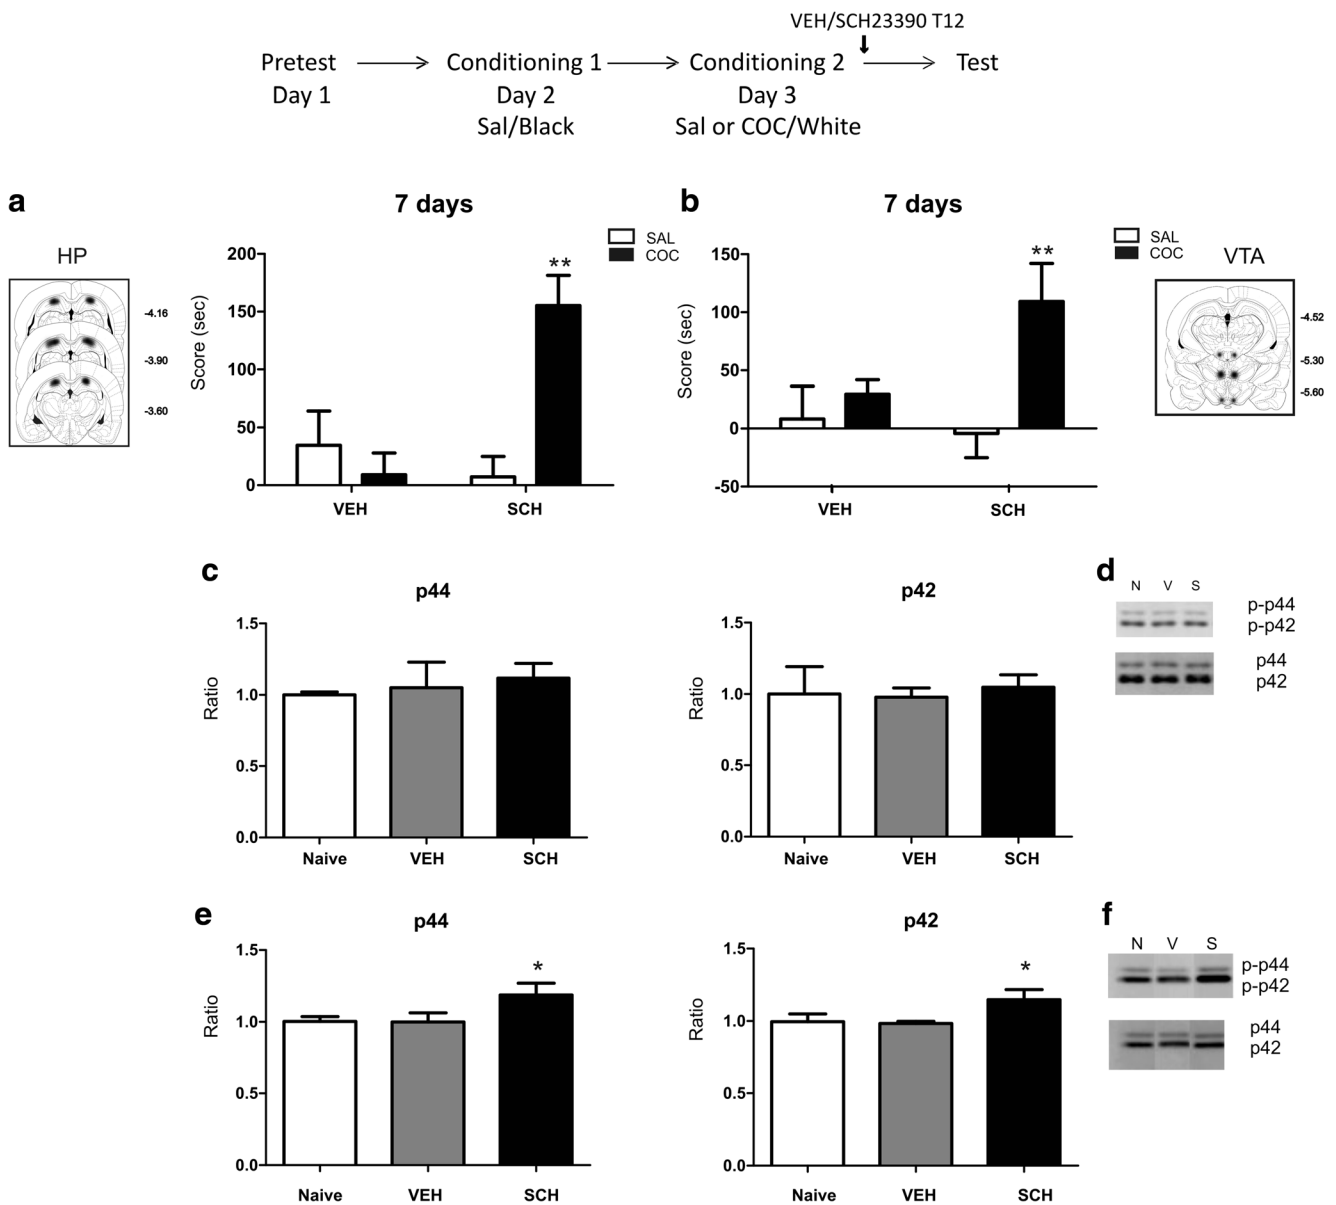 VEH/SCH23390 T12
Pretest Conditioning 1 Conditioning 2 Test
Day 1 Day 2 Day 3
Sal/Black Sal or COC/White
a
7 days
HP
-4.16
-3.90
-3.60
SAL
COC
Score (sec)
200
150
100
50
0
**
VEH SCH
b
7 days
SAL
COC
VTA
-4.52
-5.30
-5.60
Score (sec)
150
100
50
0
-50
**
VEH SCH
c
p44
Ratio
1.5
1.0
0.5
0.0
Naive VEH SCH
p42
Ratio
1.5
1.0
0.5
0.0
Naive VEH SCH
d
N V S
p-p44
p-p42
p44
p42
e
p44
Ratio
1.5
1.0
0.5
0.0
*
Naive VEH SCH
p42
Ratio
1.5
1.0
0.5
0.0
*
Naive VEH SCH
f
N V S
p-p44
p-p42
p44
p42